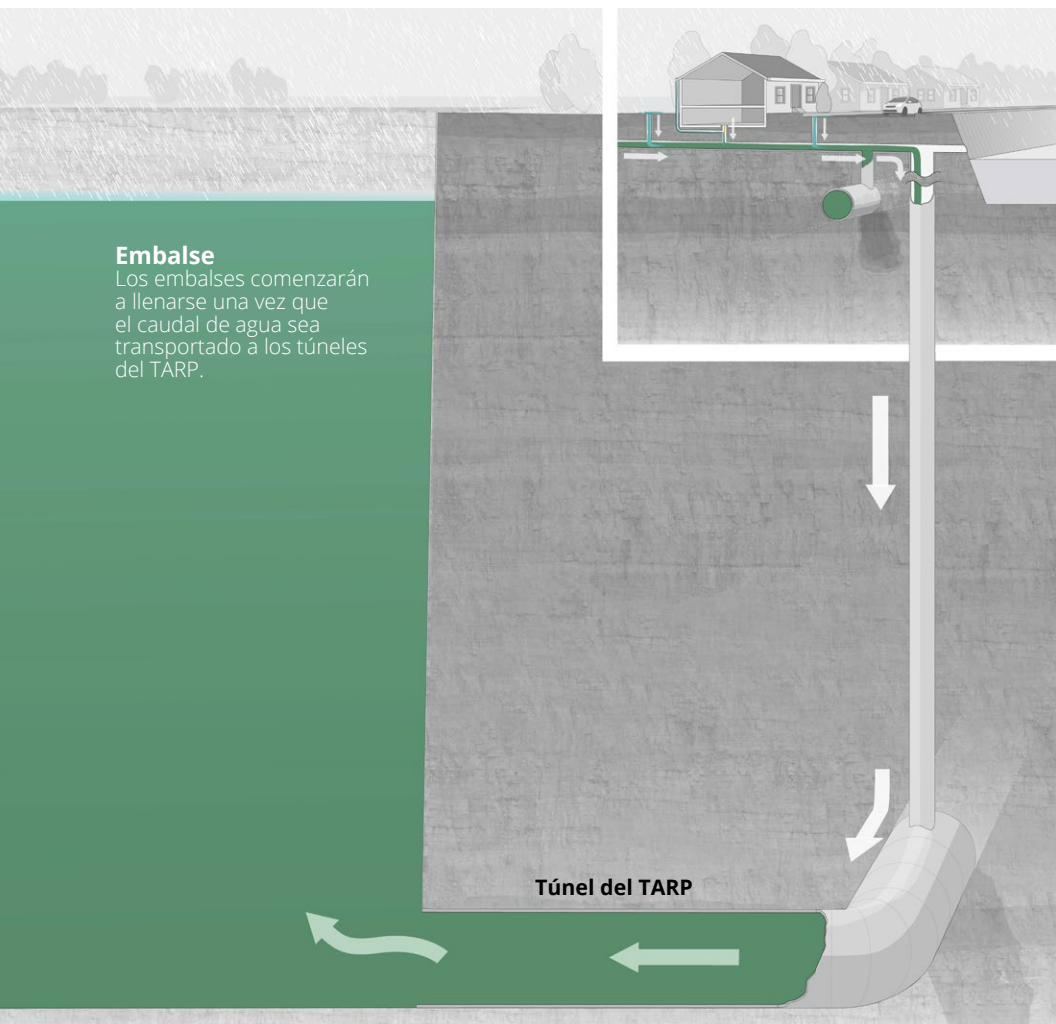 Embalse
Los embalses comenzarán
a llenarse una vez que
el caudal de agua sea
transportado a los túneles
del TARP.
Túnel del TARP